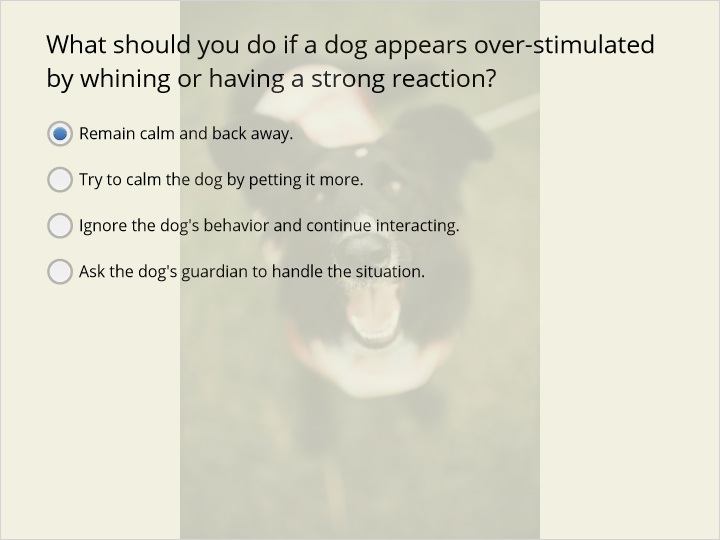 What should you do if a dog appears over-stimulated
by whining or having a strong reaction?
Remain calm and back away.
Try to calm the dog by petting it more.
Ignore the dog's behavior and continue interacting.
Ask the dog's guardian to handle the situation.